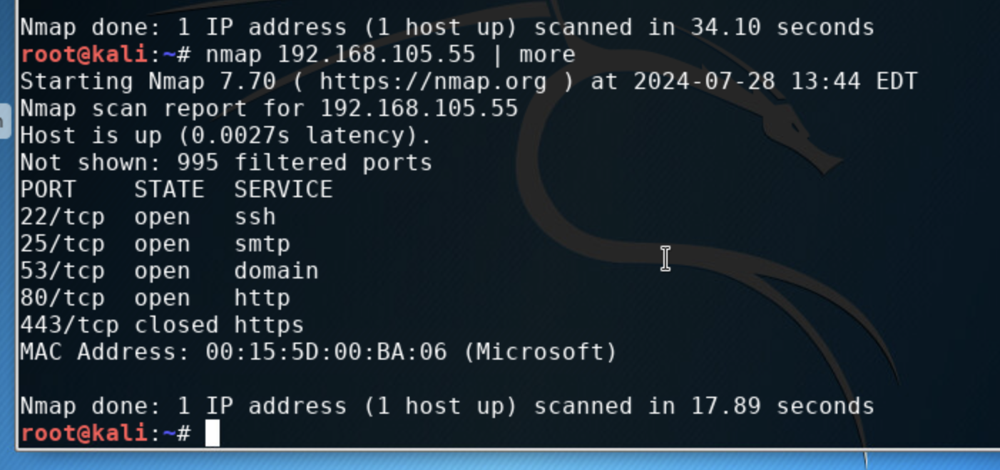 Nmap done: 1 IP address (1 host up) scanned in 34.10 seconds
root@kali:~# nmap 192.168.105.55 | more
Starting Nmap 7.70 ( https://nmap.org ) at 2024-07-28 13:44 EDT
Nmap scan report for 192.168.105.55
Host is up (0.0027s latency).
Not shown: 995 filtered ports
PORT    STATE  SERVICE
22/tcp  open   ssh
25/tcp  open   smtp
53/tcp  open   domain
80/tcp  open   http
443/tcp closed https
MAC Address: 00:15:5D:00:BA:06 (Microsoft)
Nmap done: 1 IP address (1 host up) scanned in 17.89 seconds
root@kali:~#